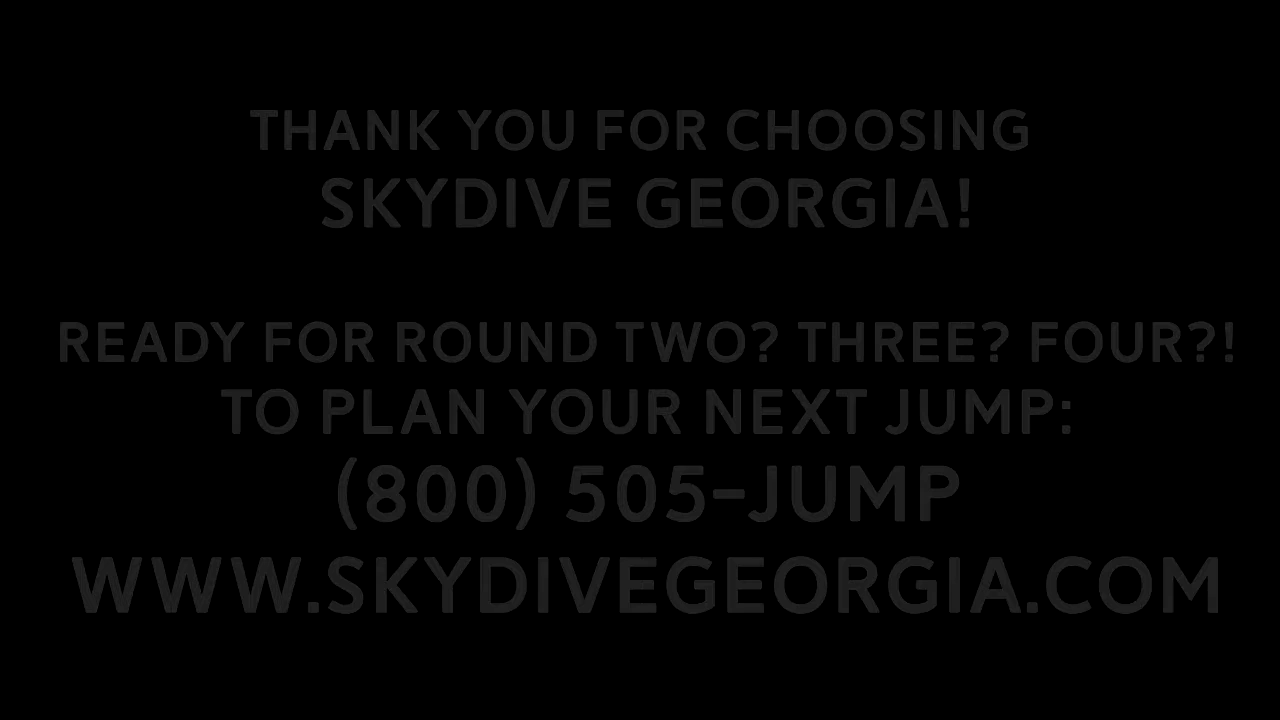 THANK YOU FOR CHOOSING
SKYDIVE GEORGIA!
READY FOR ROUND TWO? THREE? FOUR?!
TO PLAN YOUR NEXT JUMP:
(800) 505-JUMP
WWW.SKYDIVEGEORGIA.COM